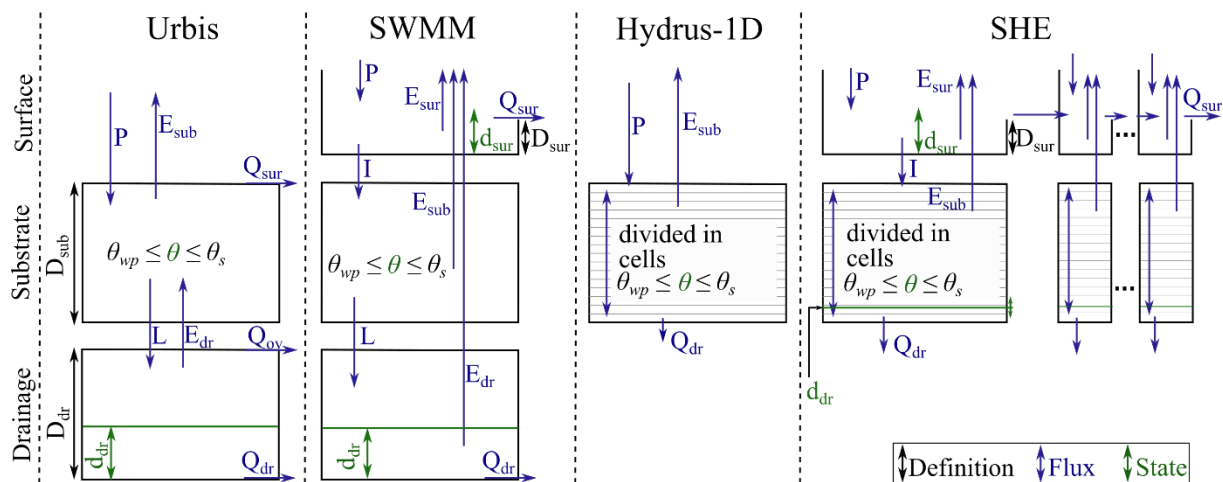 Urbis
SWMM
Hydrus-1D
SHE
Surface
Substrate
Drainage
P
E_sub
Q_sur
D_sub
θ_wp ≤ θ ≤ θ_s
L
E_dr
Q_ov
D_dr
d_dr
Q_dr
P
E_sur
Q_sur
d_sur
D_sur
I
E_sub
θ_wp ≤ θ ≤ θ_s
L
E_dr
d_dr
Q_dr
P
E_sub
divided in
cells
θ_wp ≤ θ ≤ θ_s
Q_dr
P
E_sur
d_sur
D_sur
Q_sur
...
I
E_sub
divided in
cells
θ_wp ≤ θ ≤ θ_s
...
Q_dr
d_dr
Definition
Flux
State